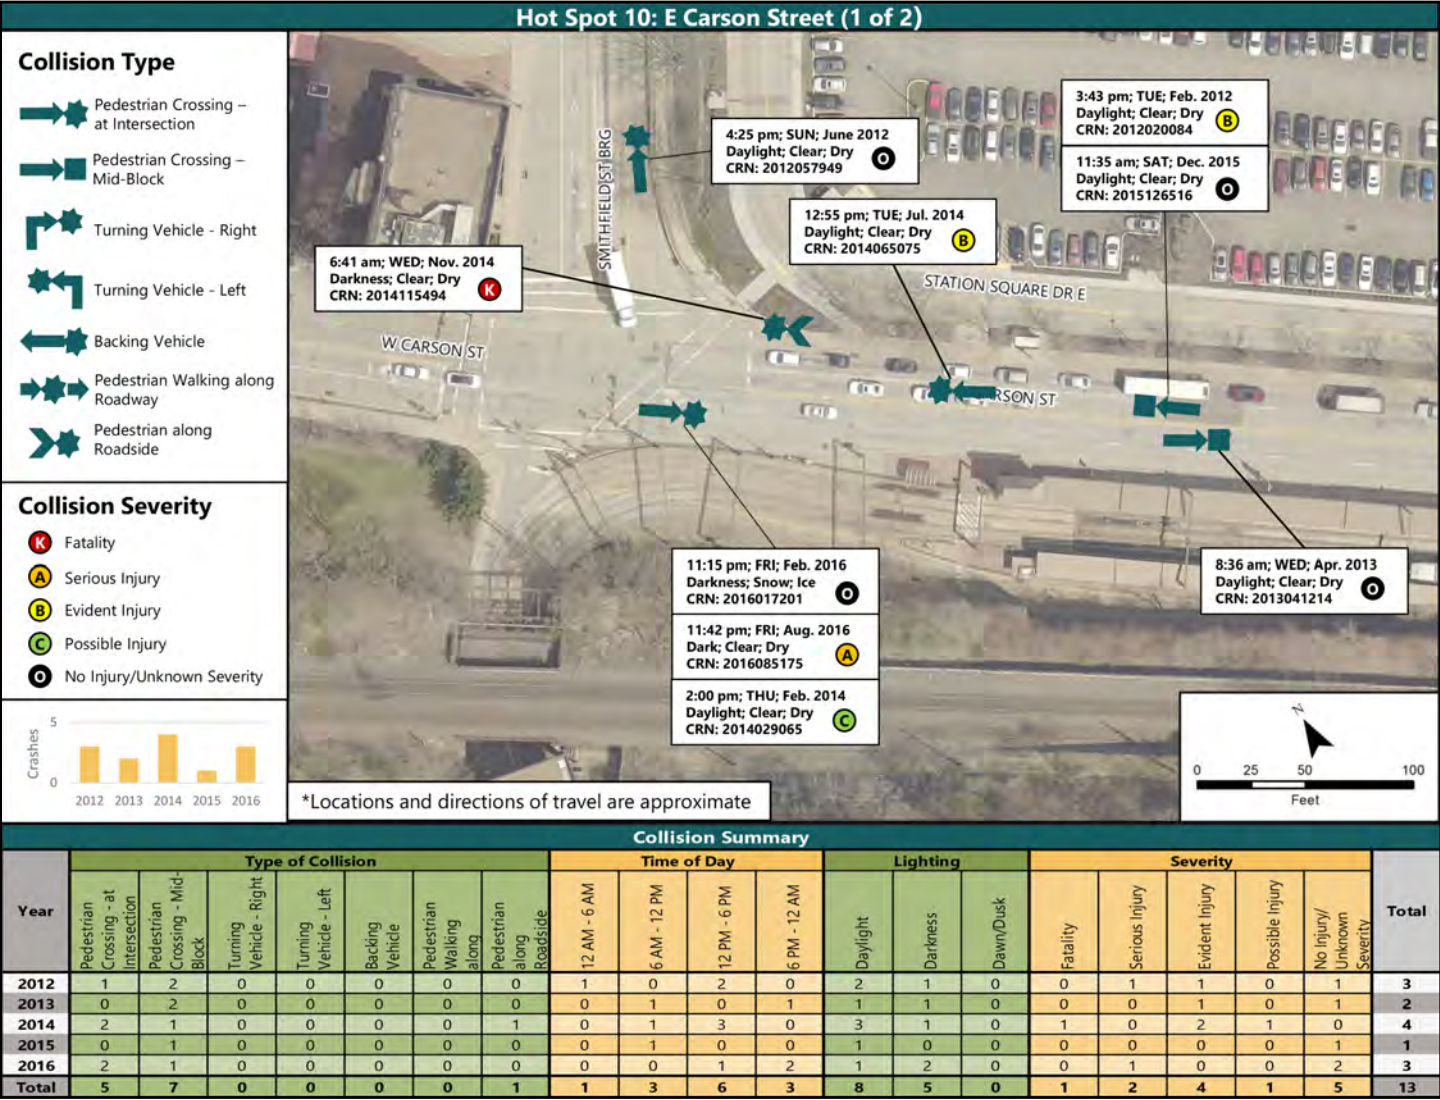 Hot Spot 10: E Carson Street (1 of 2)
Collision Type
Pedestrian Crossing –
at Intersection
Pedestrian Crossing –
Mid-Block
Turning Vehicle - Right
Turning Vehicle - Left
Backing Vehicle
Pedestrian Walking along
Roadway
Pedestrian along
Roadside
Collision Severity
K Fatality
A Serious Injury
B Evident Injury
C Possible Injury
O No Injury/Unknown Severity
Crashes
5
0
2012 2013 2014 2015 2016
SMITHFIELD ST BRG
W CARSON ST
STATION SQUARE DR E
RSON ST
4:25 pm; SUN; June 2012
Daylight; Clear; Dry
CRN: 2012057949
O
3:43 pm; TUE; Feb. 2012
Daylight; Clear; Dry
CRN: 2012020084
B
11:35 am; SAT; Dec. 2015
Daylight; Clear; Dry
CRN: 2015126516
O
12:55 pm; TUE; Jul. 2014
Daylight; Clear; Dry
CRN: 2014065075
B
6:41 am; WED; Nov. 2014
Darkness; Clear; Dry
CRN: 2014115494
K
11:15 pm; FRI; Feb. 2016
Darkness; Snow; Ice
CRN: 2016017201
O
11:42 pm; FRI; Aug. 2016
Dark; Clear; Dry
CRN: 2016085175
A
2:00 pm; THU; Feb. 2014
Daylight; Clear; Dry
CRN: 2014029065
C
8:36 am; WED; Apr. 2013
Daylight; Clear; Dry
CRN: 2013041214
O
*Locations and directions of travel are approximate
N
0 25 50 100
Feet
Collision Summary
Year
Type of Collision
Time of Day
Lighting
Severity
Total
Pedestrian
Crossing - at
Intersection
Pedestrian
Crossing - Mid-
Block
Turning
Vehicle - Right
Turning
Vehicle - Left
Backing
Vehicle
Pedestrian
Walking
along
Pedestrian
along
Roadside
12 AM - 6 AM
6 AM - 12 PM
12 PM - 6 PM
6 PM - 12 AM
Daylight
Darkness
Dawn/Dusk
Fatality
Serious Injury
Evident Injury
Possible Injury
No Injury/
Unknown
Severity
2012 1 2 0 0 0 0 0 1 0 2 0 2 1 0 0 1 1 0 1 3
2013 0 2 0 0 0 0 0 0 1 0 1 1 1 0 0 0 1 0 1 2
2014 2 1 0 0 0 0 1 0 1 3 0 3 1 0 1 0 2 1 0 4
2015 0 1 0 0 0 0 0 0 1 0 0 1 0 0 0 0 0 0 1 1
2016 2 1 0 0 0 0 0 0 0 1 2 1 2 0 0 1 0 0 2 3
Total 5 7 0 0 0 0 1 1 3 6 3 8 5 0 1 2 4 1 5 13